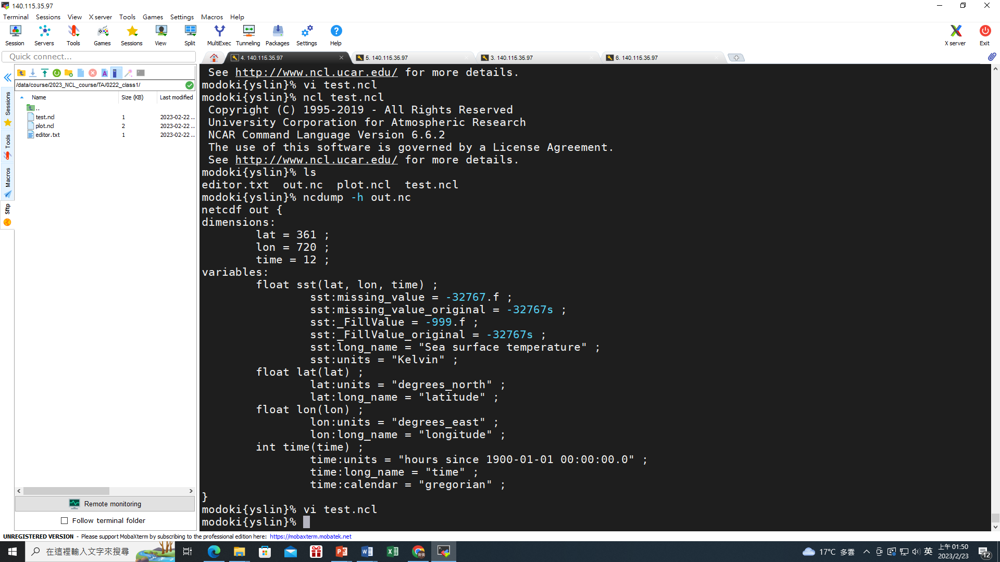 140.115.35.97
Terminal Sessions View X server Tools Games Settings Macros Help
Session Servers Tools Games Sessions View Split MultiExec Tunneling Packages Settings Help X server Exit
Quick connect...
4. 140.115.35.97
5. 140.115.35.97
3. 140.115.35.97
6. 140.115.35.97
/data/course/2023_NCL_course/TA/0222_class1/
Name Size (KB) Last modified
..
test.ncl 1 2023-02-22 ..
plot.ncl 2 2023-02-22 ..
editor.txt 1 2023-02-22 ..
Sessions
Tools
Macros
Sftp
Remote monitoring
Follow terminal folder
See http://www.ncl.ucar.edu/ for more details.
modoki{yslin}% vi test.ncl
modoki{yslin}% ncl test.ncl
Copyright (C) 1995-2019 - All Rights Reserved
University Corporation for Atmospheric Research
NCAR Command Language Version 6.6.2
The use of this software is governed by a License Agreement.
See http://www.ncl.ucar.edu/ for more details.
modoki{yslin}% ls
editor.txt  out.nc  plot.ncl  test.ncl
modoki{yslin}% ncdump -h out.nc
netcdf out {
dimensions:
lat = 361 ;
lon = 720 ;
time = 12 ;
variables:
float sst(lat, lon, time) ;
sst:missing_value = -32767.f ;
sst:missing_value_original = -32767s ;
sst:_FillValue = -999.f ;
sst:_FillValue_original = -32767s ;
sst:long_name = "Sea surface temperature" ;
sst:units = "Kelvin" ;
float lat(lat) ;
lat:units = "degrees_north" ;
lat:long_name = "latitude" ;
float lon(lon) ;
lon:units = "degrees_east" ;
lon:long_name = "longitude" ;
int time(time) ;
time:units = "hours since 1900-01-01 00:00:00.0" ;
time:long_name = "time" ;
time:calendar = "gregorian" ;
}
modoki{yslin}% vi test.ncl
modoki{yslin}%
UNREGISTERED VERSION - Please support MobaXterm by subscribing to the professional edition here: https://mobaxterm.mobatek.net
在這裡輸入文字來搜尋
17°C 多雲
英
上午 01:50
2023/2/23
12